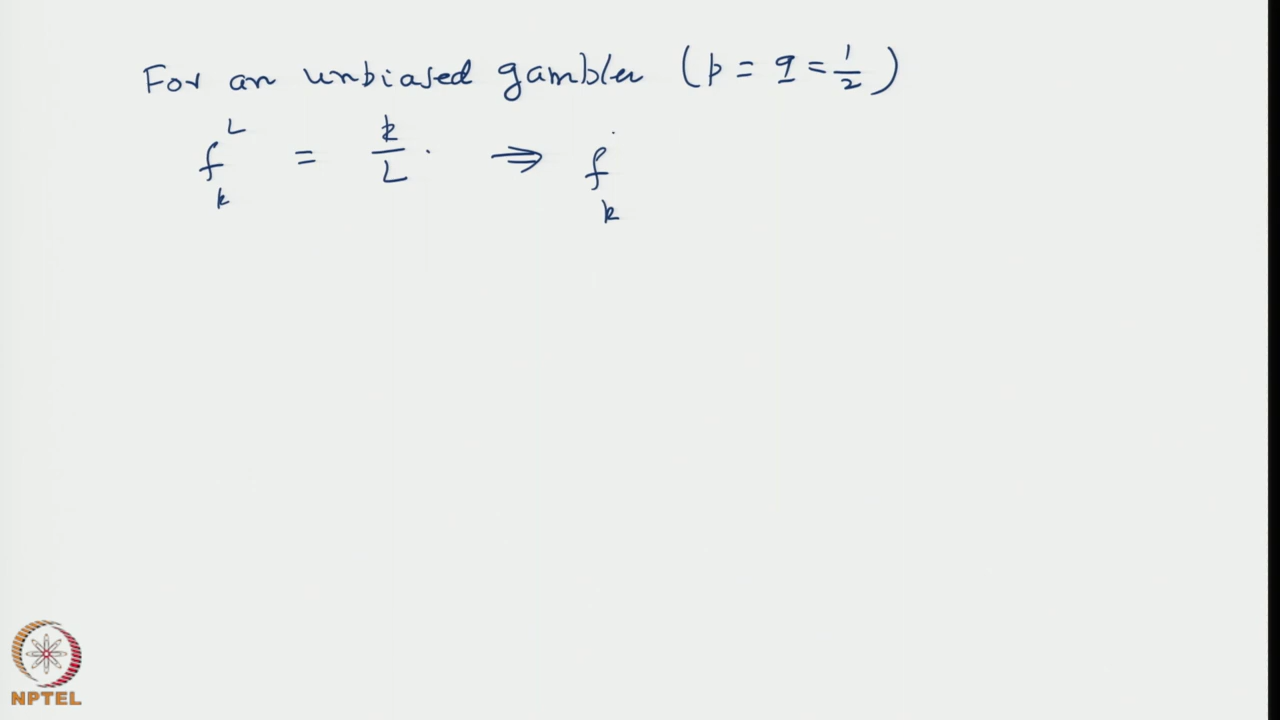 For an unbiased gambler (p = q = 1/2)
f_k^L = k/L . ⇒ f_k
NPTEL